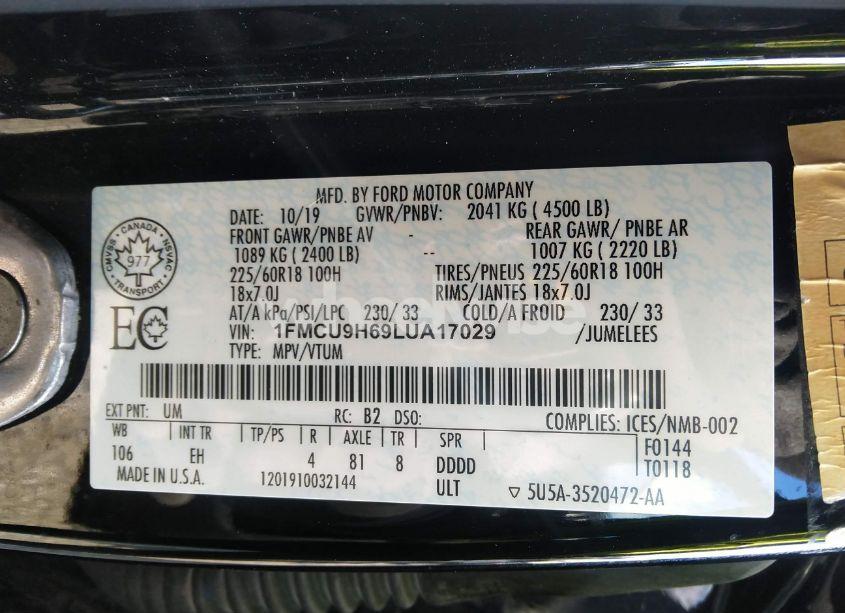 MFD. BY FORD MOTOR COMPANY
DATE: 10/19 GVWR/PNBV: 2041 KG ( 4500 LB)
FRONT GAWR/PNBE AV - REAR GAWR/ PNBE AR
1089 KG ( 2400 LB) -- 1007 KG ( 2220 LB)
225/60R18 100H TIRES/PNEUS 225/60R18 100H
18x7.0J RIMS/JANTES 18x7.0J
AT/A kPa/PSI/LPC 230/ 33 COLD/A FROID 230/ 33
VIN: 1FMCU9H69LUA17029 /JUMELEES
TYPE: MPV/VTUM
CANADA
CMVSS NSVAC
977
TRANSPORT
EC
EXT PNT: UM RC: B2 DSO: COMPLIES: ICES/NMB-002
WB INT TR TP/PS R AXLE TR SPR F0144
106 EH 4 81 8 DDDD T0118
MADE IN U.S.A. 1201910032144 ULT ▽ 5U5A-3520472-AA